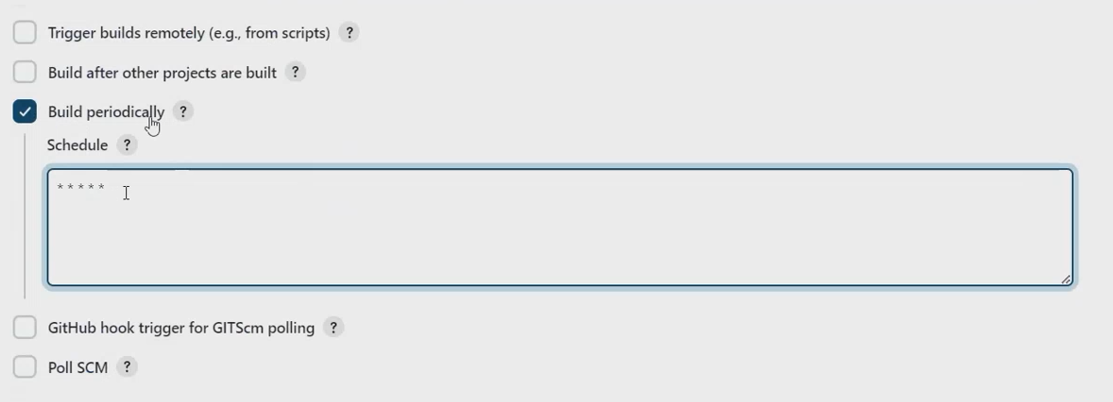 Trigger builds remotely (e.g., from scripts) ?
Build after other projects are built ?
Build periodically ?
Schedule ?
* * * * *
GitHub hook trigger for GITScm polling ?
Poll SCM ?